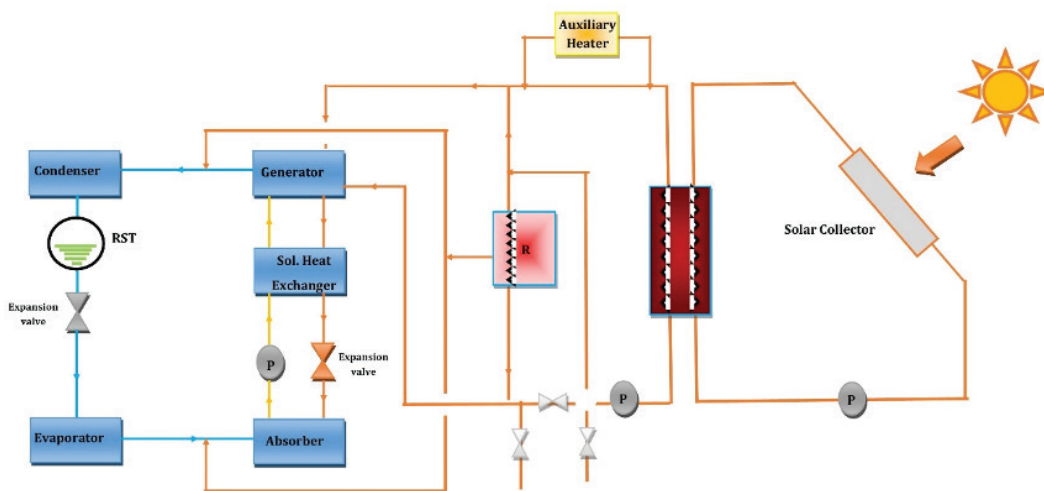 Auxiliary
Heater
Condenser
Generator
RST
Solar Collector
R
Sol. Heat
Exchanger
Expansion
valve
P
Expansion
valve
P
P
Evaporator
Absorber